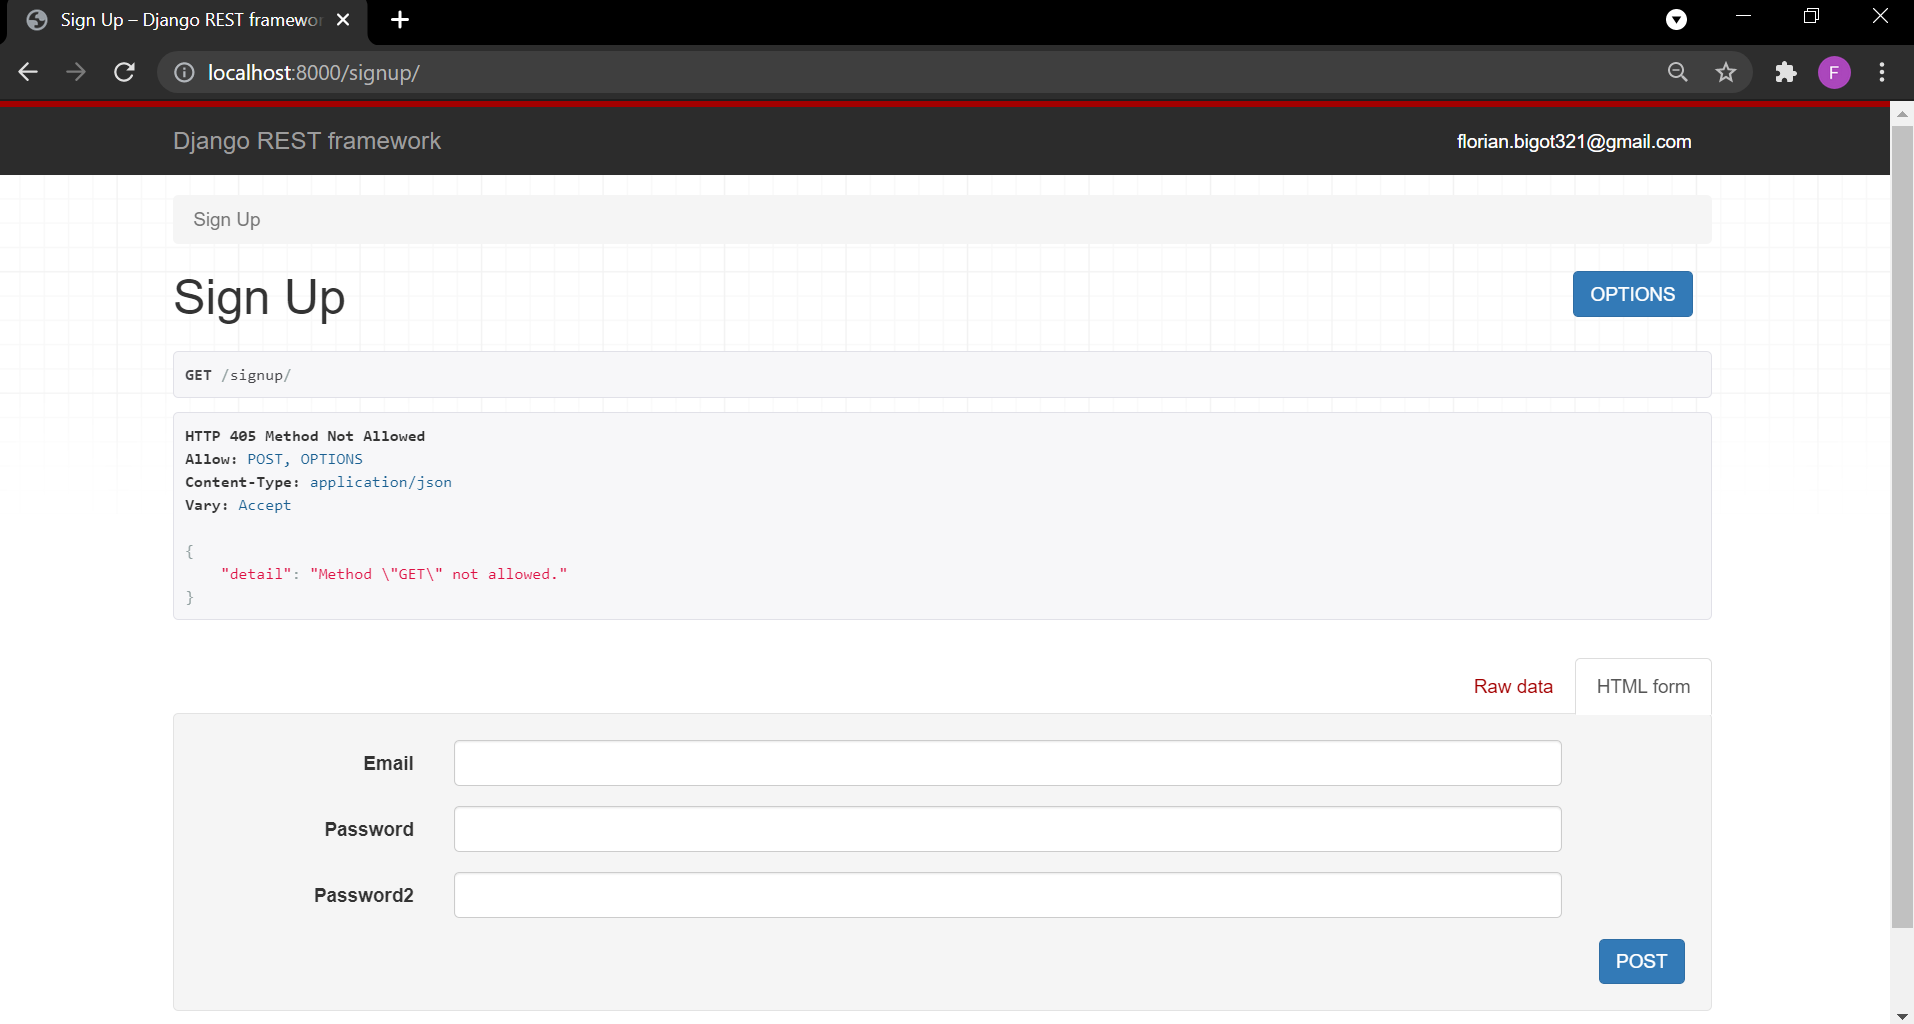 Sign Up – Django REST framewo
localhost:8000/signup/
F
Django REST framework
florian.bigot321@gmail.com
Sign Up
Sign Up
OPTIONS
GET /signup/
HTTP 405 Method Not Allowed
Allow: POST, OPTIONS
Content-Type: application/json
Vary: Accept
{
"detail": "Method \"GET\" not allowed."
}
Raw data
HTML form
Email
Password
Password2
POST